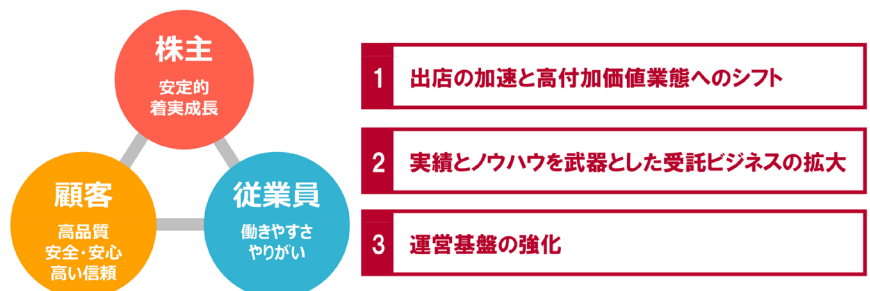 株主
安定的
着実成長
顧客
高品質
安全・安心
高い信頼
従業員
働きやすさ
やりがい
1 出店の加速と高付加価値業態へのシフト
2 実績とノウハウを武器とした受託ビジネスの拡大
3 運営基盤の強化